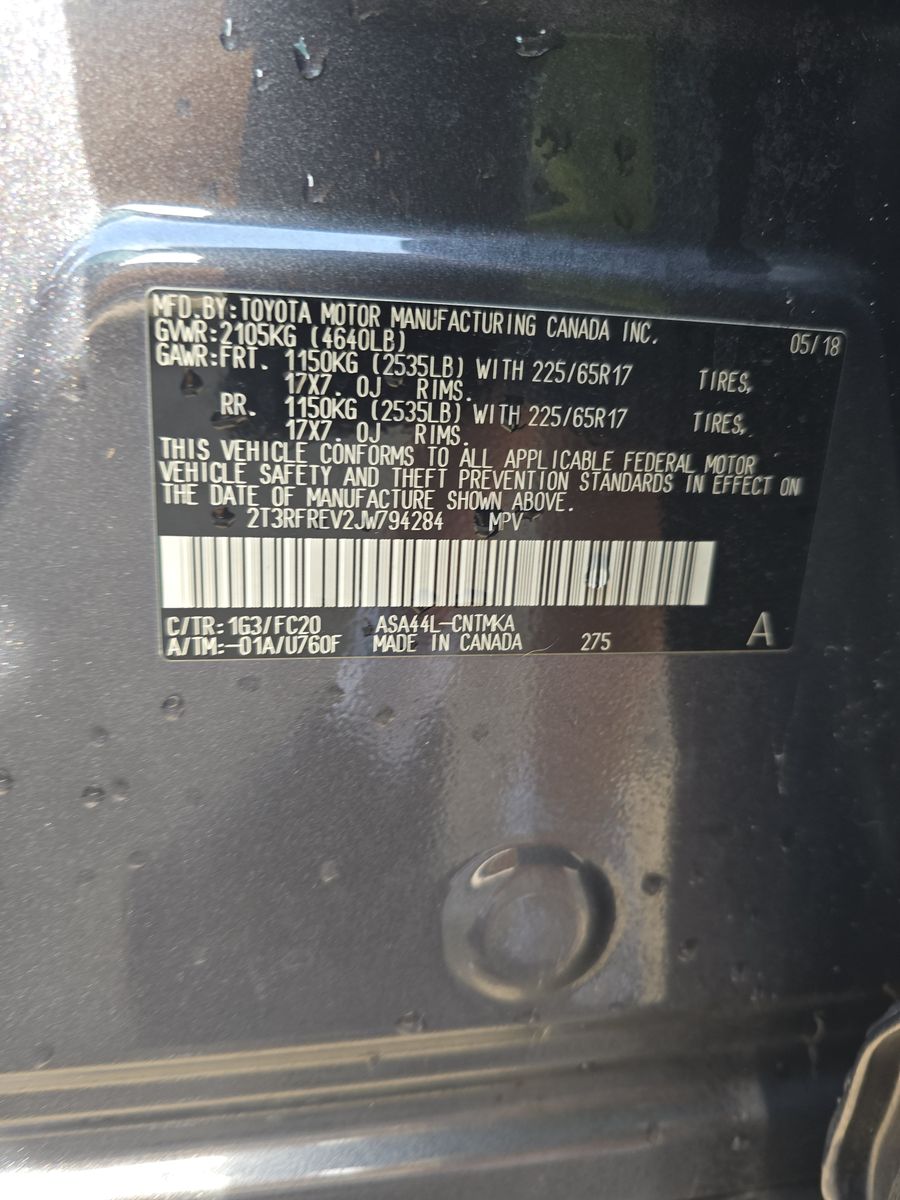 MFD.BY:TOYOTA MOTOR MANUFACTURING CANADA INC. 05/18
GVWR:2105KG (4640LB)
GAWR:FRT. 1150KG (2535LB) WITH 225/65R17 TIRES,
17X7.0J RIMS.
RR. 1150KG (2535LB) WITH 225/65R17 TIRES,
17X7.0J RIMS.
THIS VEHICLE CONFORMS TO ALL APPLICABLE FEDERAL MOTOR
VEHICLE SAFETY AND THEFT PREVENTION STANDARDS IN EFFECT ON
THE DATE OF MANUFACTURE SHOWN ABOVE.
2T3RFREV2JW794284 MPV
C/TR:1G3/FC20 ASA44L-CNTMKA
A/TM:-01A/U760F MADE IN CANADA 275 A